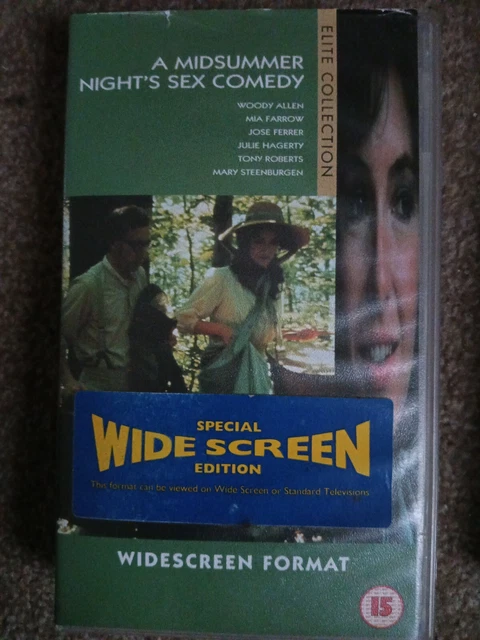 A MIDSUMMER
NIGHT'S SEX COMEDY
WOODY ALLEN
MIA FARROW
JOSE FERRER
JULIE HAGERTY
TONY ROBERTS
MARY STEENBURGEN
ELITE COLLECTION
SPECIAL
WIDE SCREEN
EDITION
This format can be viewed on Wide Screen or Standard Televisions
WIDESCREEN FORMAT
15